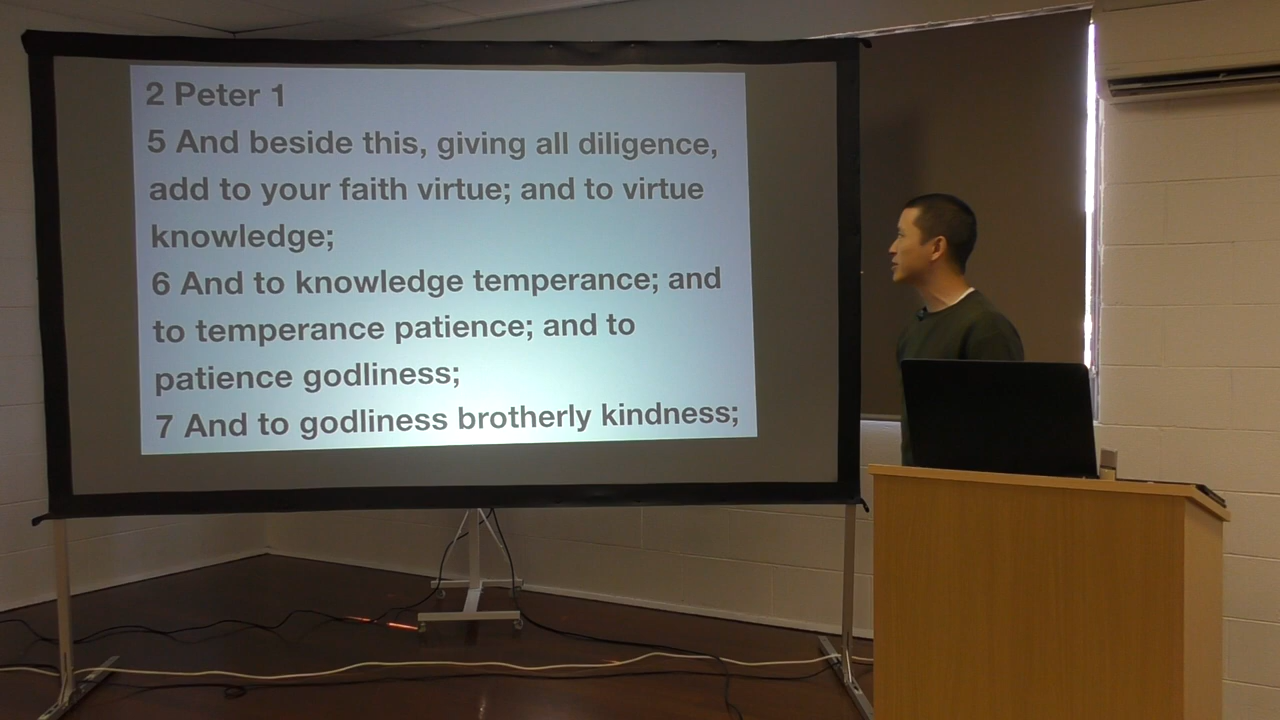 2 Peter 1
5 And beside this, giving all diligence,
add to your faith virtue; and to virtue
knowledge;
6 And to knowledge temperance; and
to temperance patience; and to
patience godliness;
7 And to godliness brotherly kindness;